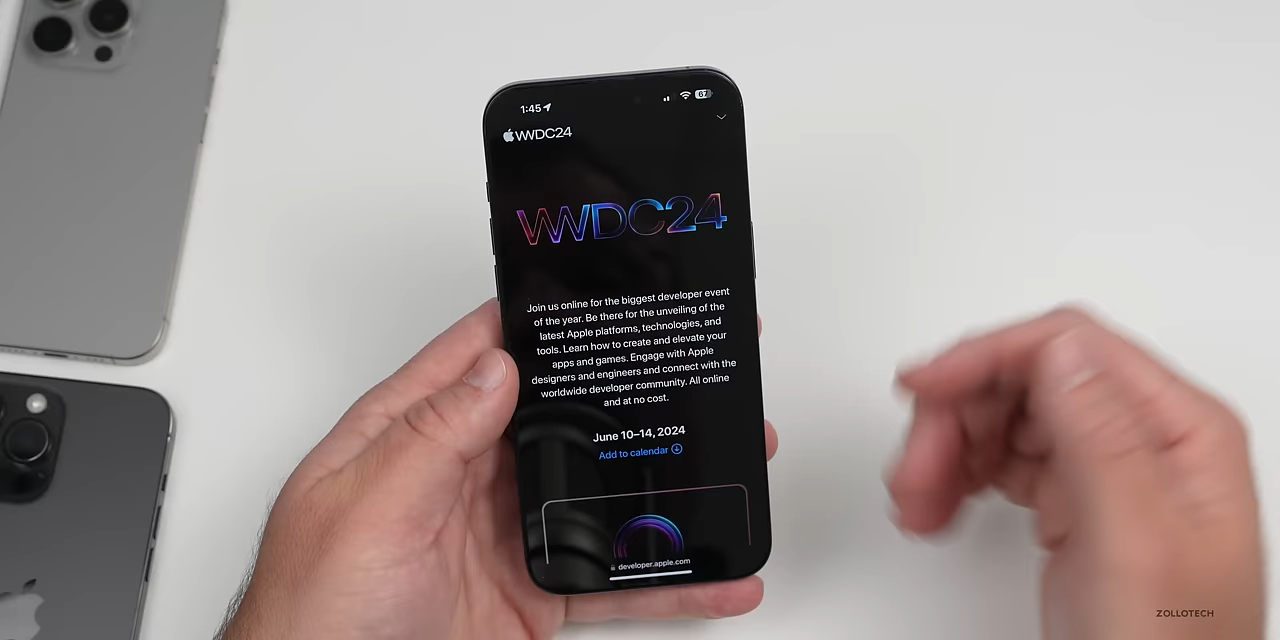 1:45
67
WWDC24
WWDC24
Join us online for the biggest developer event
of the year. Be there for the unveiling of the
latest Apple platforms, technologies, and
tools. Learn how to create and elevate your
apps and games. Engage with Apple
designers and engineers and connect with the
worldwide developer community. All online
and at no cost.
June 10–14, 2024
Add to calendar
developer.apple.com
ZOLLOTECH